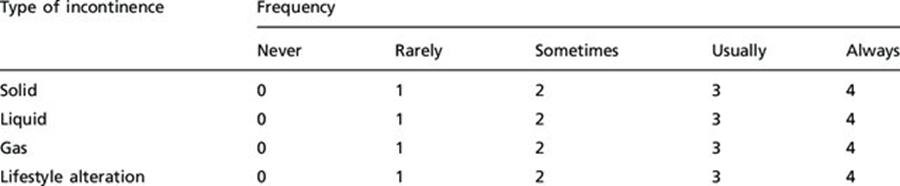 Type of incontinence Frequency
Never Rarely Sometimes Usually Always
Solid 0 1 2 3 4
Liquid 0 1 2 3 4
Gas 0 1 2 3 4
Lifestyle alteration 0 1 2 3 4